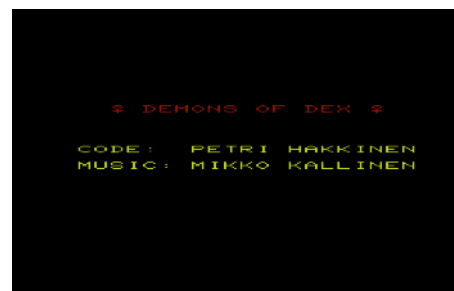 ♀ DEMONS OF DEX ♀
CODE: PETRI HAKKINEN
MUSIC: MIKKO KALLINEN